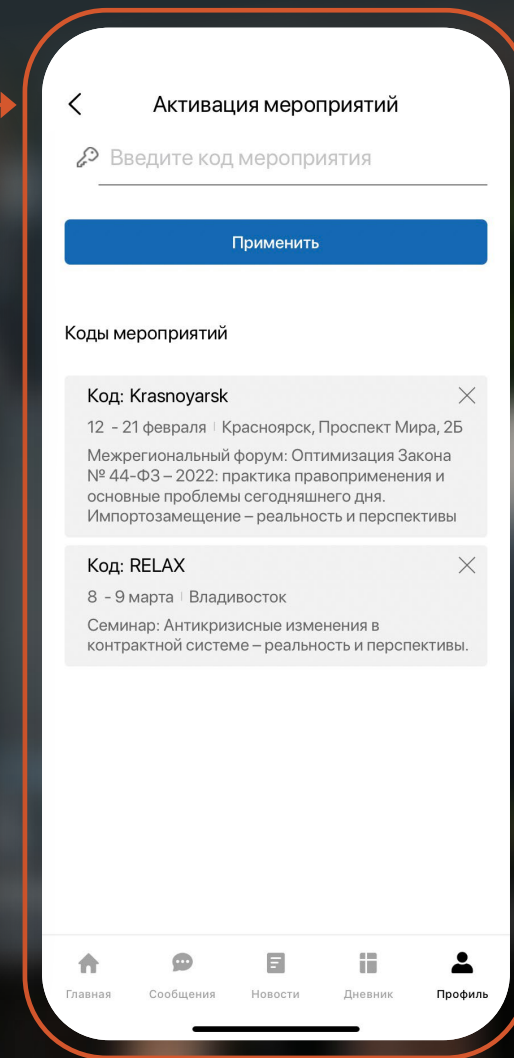 Активация мероприятий
Введите код мероприятия
Применить
Коды мероприятий
Код: Krasnoyarsk
12 - 21 февраля | Красноярск, Проспект Мира, 2Б
Межрегиональный форум: Оптимизация Закона
№ 44-ФЗ – 2022: практика правоприменения и
основные проблемы сегодняшнего дня.
Импортозамещение – реальность и перспективы
Код: RELAX
8 - 9 марта | Владивосток
Семинар: Антикризисные изменения в
контрактной системе – реальность и перспективы.
Главная Сообщения Новости Дневник Профиль